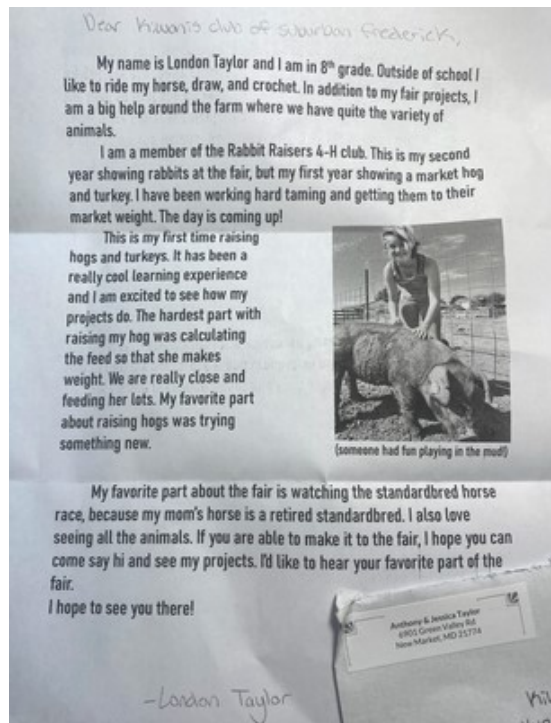 Dear Kiwanis club of suburban Frederick,
My name is London Taylor and I am in 8th grade. Outside of school I
like to ride my horse, draw, and crochet. In addition to my fair projects, I
am a big help around the farm where we have quite the variety of
animals.
I am a member of the Rabbit Raisers 4-H club. This is my second
year showing rabbits at the fair, but my first year showing a market hog
and turkey. I have been working hard taming and getting them to their
market weight. The day is coming up!
This is my first time raising
hogs and turkeys. It has been a
really cool learning experience
and I am excited to see how my
projects do. The hardest part with
raising my hog was calculating
the feed so that she makes
weight. We are really close and
feeding her lots. My favorite part
about raising hogs was trying
something new.
(someone had fun playing in the mud!)
My favorite part about the fair is watching the standardbred horse
race, because my mom's horse is a retired standardbred. I also love
seeing all the animals. If you are able to make it to the fair, I hope you can
come say hi and see my projects. I'd like to hear your favorite part of the
fair.
I hope to see you there!
Anthony & Jessica Taylor
6901 Green Valley Rd
New Market, MD 21774
-London Taylor